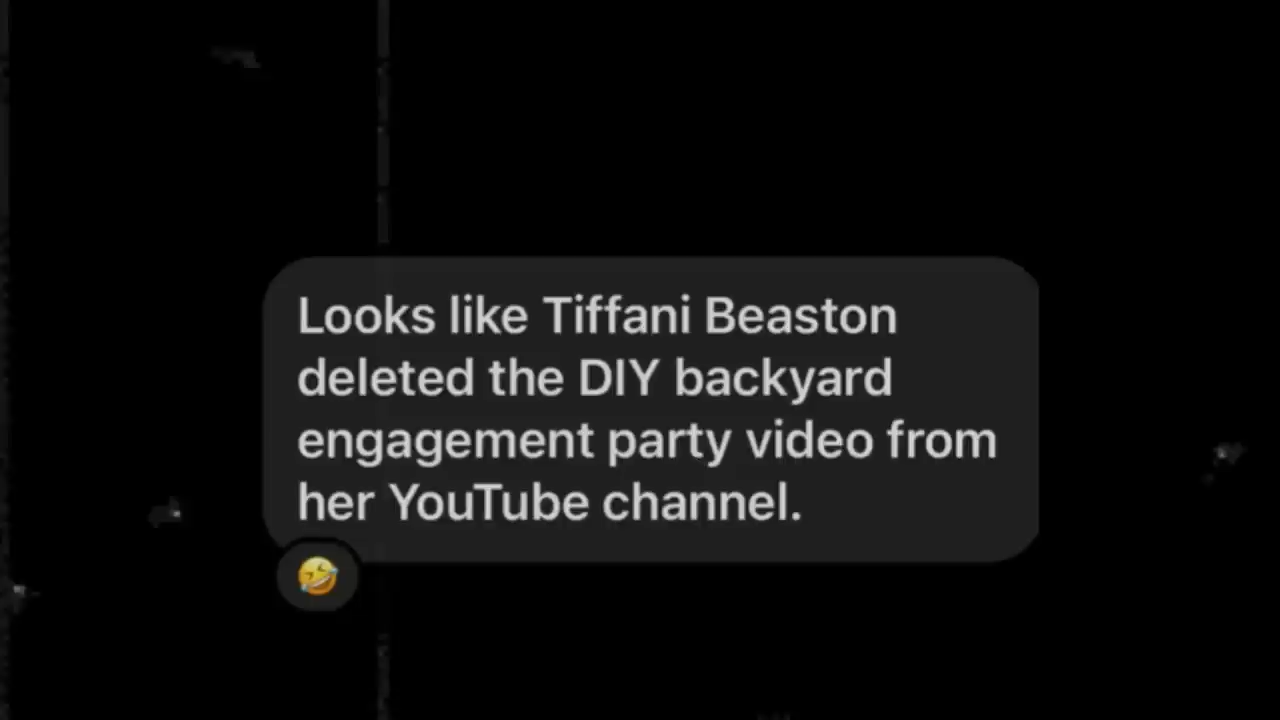 Looks like Tiffani Beaston
deleted the DIY backyard
engagement party video from
her YouTube channel.